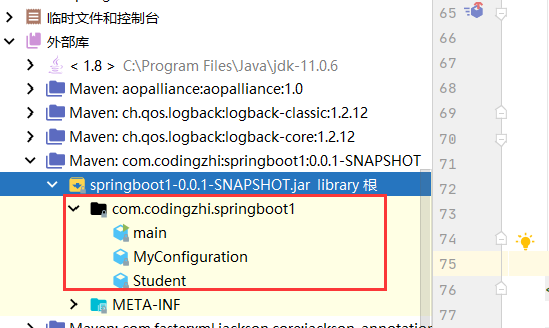 临时文件和控制台
外部库
< 1.8 > C:\Program Files\Java\jdk-11.0.6
Maven: aopalliance:aopalliance:1.0
Maven: ch.qos.logback:logback-classic:1.2.12
Maven: ch.qos.logback:logback-core:1.2.12
Maven: com.codingzhi:springboot1:0.0.1-SNAPSHOT
springboot1-0.0.1-SNAPSHOT.jar library 根
com.codingzhi.springboot1
main
MyConfiguration
Student
META-INF
Maven: com.fasterxml.jackson.core:jackson-annotation
65
66
67
68
69
70
71
72
73
74
75
76